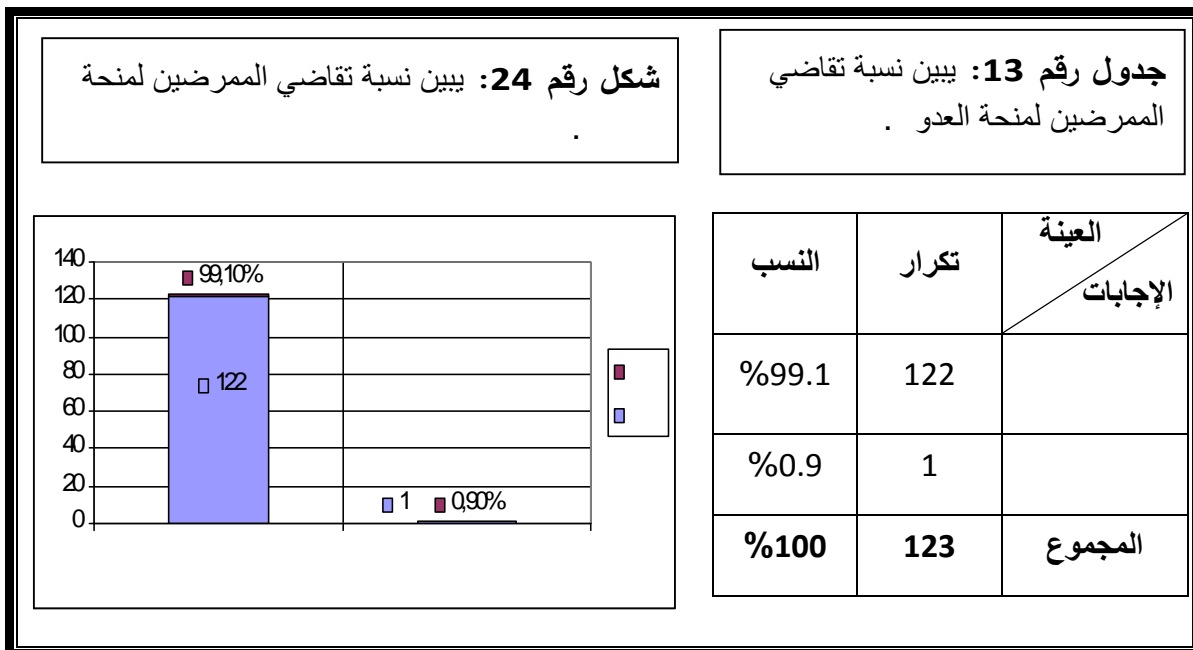 جدول رقم 13: يبين نسبة تقاضي
الممرضين لمنحة العدو .
شكل رقم 24: يبين نسبة تقاضي الممرضين لمنحة
.
العينة
الإجابات
تكرار
النسب
122
%99.1
1
%0.9
المجموع
123
%100
140
120
100
80
60
40
20
0
99,10%
122
1
0,90%